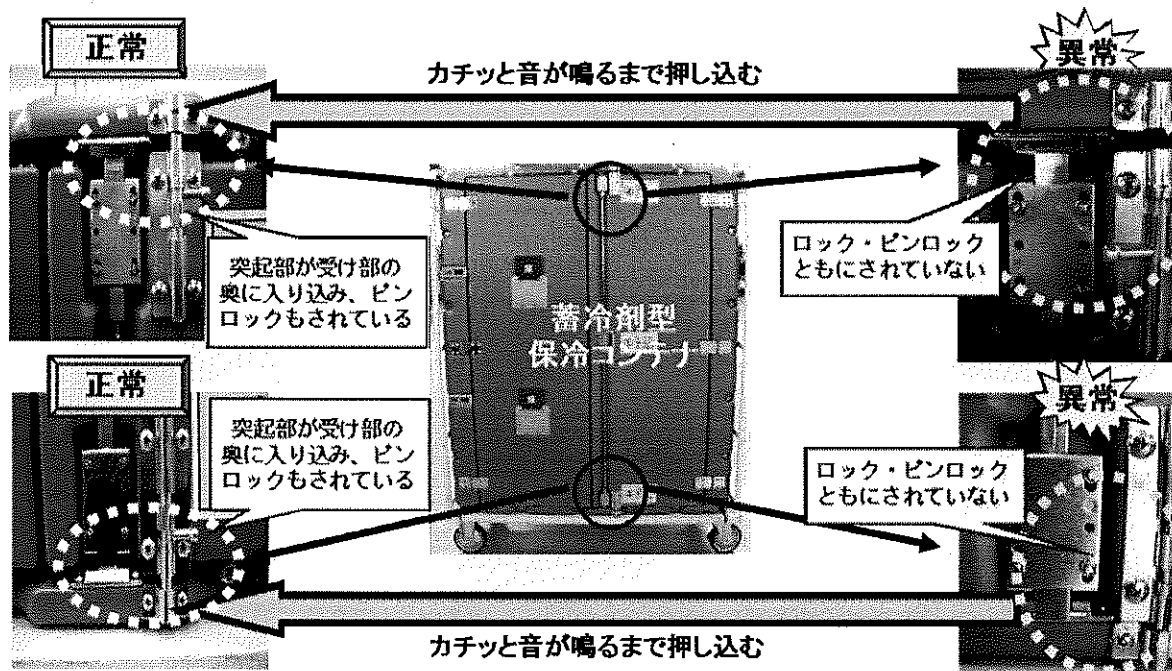 正常
異常
カチッと音が鳴るまで押し込む
突起部が受け部の
奥に入り込み、ピン
ロックもされている
ロック・ピンロック
ともにされていない
蓄冷剤型
保冷コンテナ
正常
異常
突起部が受け部の
奥に入り込み、ピン
ロックもされている
ロック・ピンロック
ともにされていない
カチッと音が鳴るまで押し込む